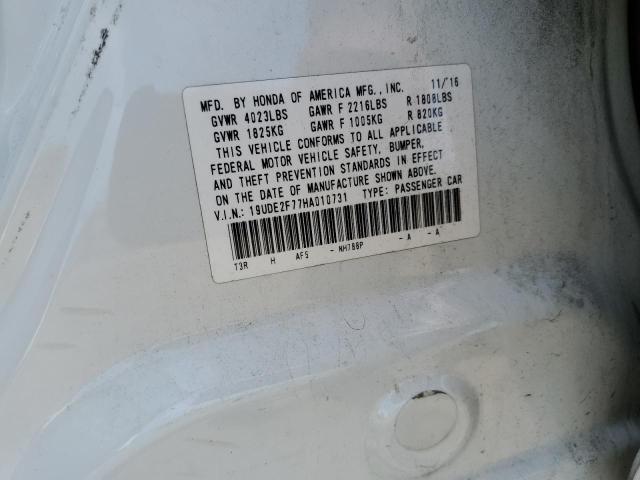 MFD. BY HONDA OF AMERICA MFG., INC. 11/16
GVWR 4023LBS GAWR F 2216LBS R 1808LBS
GVWR 1825KG GAWR F 1005KG R 820KG
THIS VEHICLE CONFORMS TO ALL APPLICABLE
FEDERAL MOTOR VEHICLE SAFETY, BUMPER,
AND THEFT PREVENTION STANDARDS IN EFFECT
ON THE DATE OF MANUFACTURE SHOWN ABOVE.
V.I.N.: 19UDE2F77HA010731 TYPE: PASSENGER CAR
T3R H AFS - NH788P - A - A